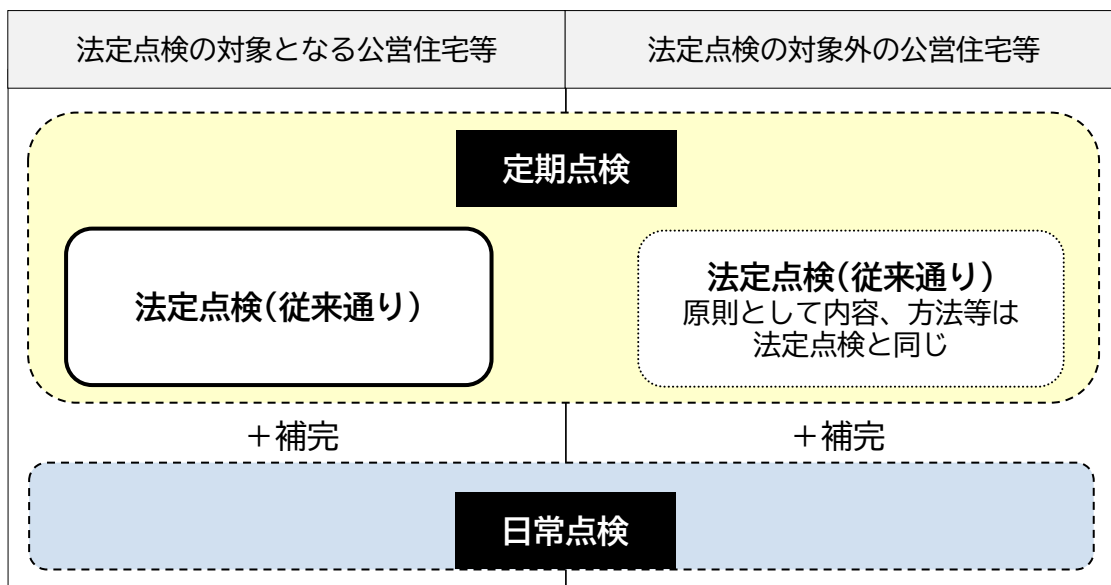 法定点検の対象となる公営住宅等
法定点検の対象外の公営住宅等
定期点検
法定点検(従来通り)
法定点検(従来通り)
原則として内容、方法等は
法定点検と同じ
＋補完
＋補完
日常点検